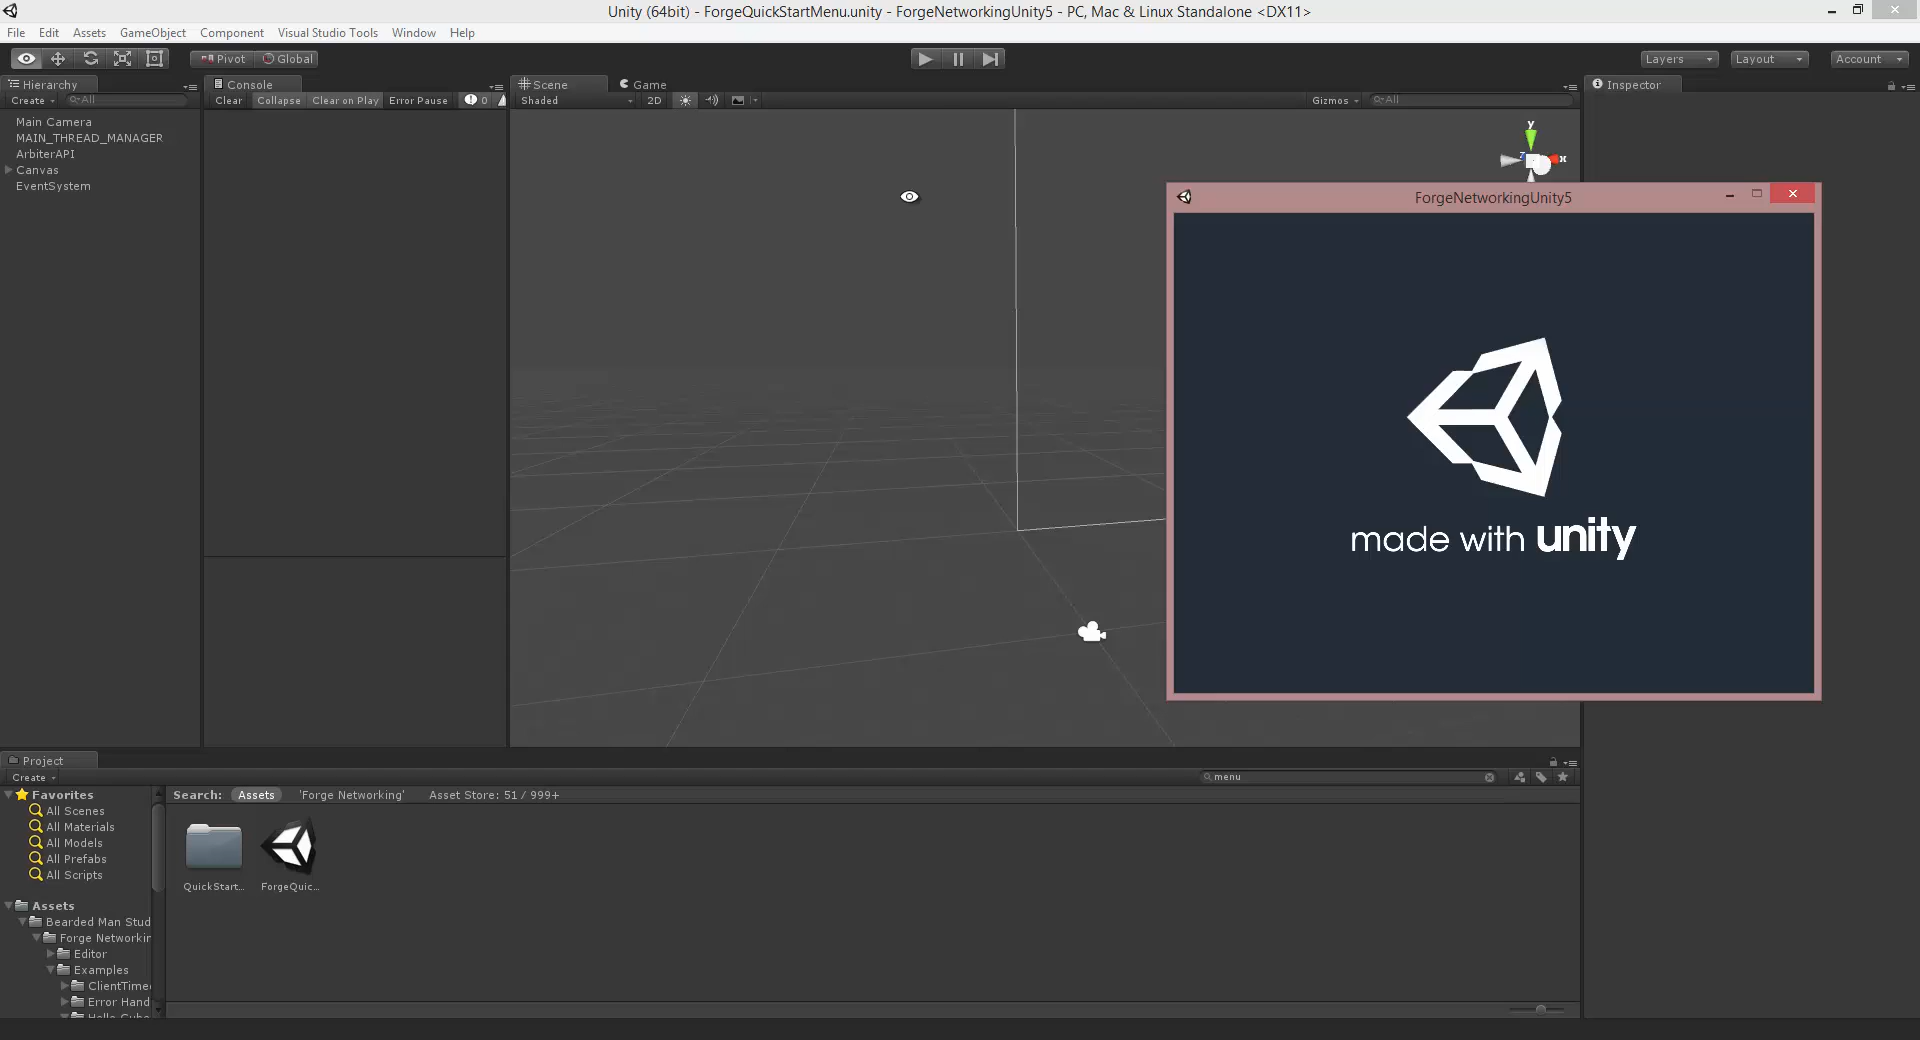 Unity (64bit) - ForgeQuickStartMenu.unity - ForgeNetworkingUnity5 - PC, Mac & Linux Standalone <DX11>
File Edit Assets GameObject Component Visual Studio Tools Window Help
Pivot Global Layers Layout Account
Hierarchy Console Scene Game Inspector
Create All Clear Collapse Clear on Play Error Pause 0 Shaded 2D Gizmos All
Main Camera
MAIN_THREAD_MANAGER
ArbiterAPI
Canvas
EventSystem
y
z x
ForgeNetworkingUnity5
made with unity
Project
Create menu
Favorites
All Scenes
All Materials
All Models
All Prefabs
All Scripts
Assets
Bearded Man Stud
Forge Networkin
Editor
Examples
ClientTime
Error Hand
Hello Cube
Search: Assets 'Forge Networking' Asset Store: 51 / 999+
QuickStart... ForgeQuic...